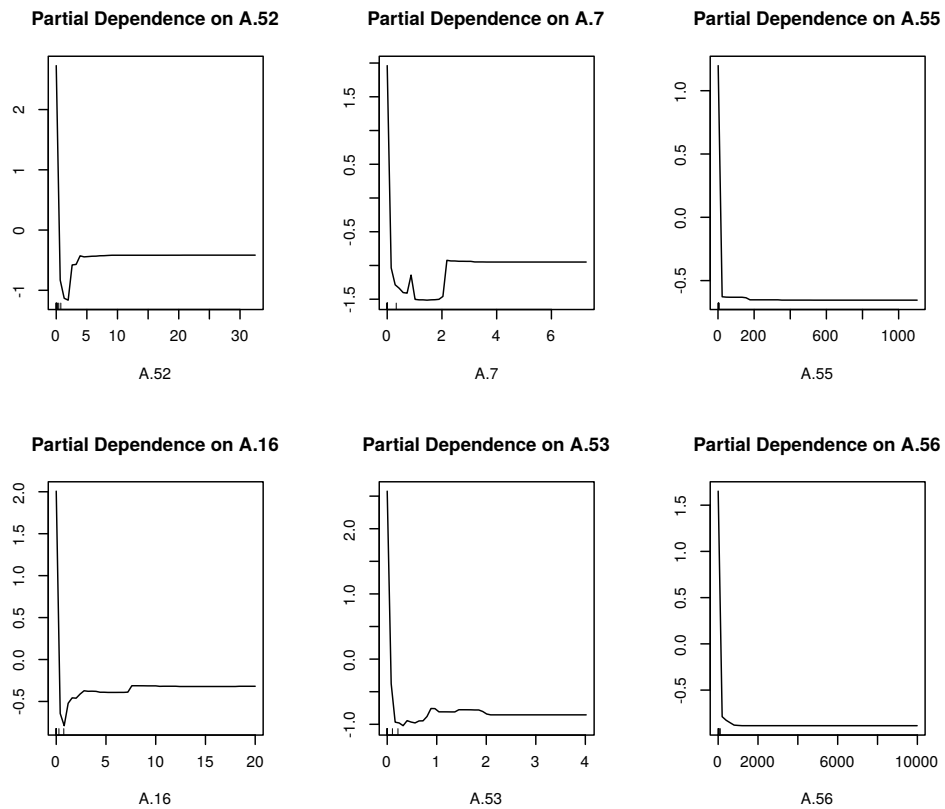 Partial Dependence on A.52
Partial Dependence on A.7
Partial Dependence on A.55
2
1
0
-1
0 5 10 20 30
A.52
1.5
0.5
-0.5
-1.5
0 2 4 6
A.7
1.0
0.5
0.0
-0.5
0 200 600 1000
A.55
Partial Dependence on A.16
Partial Dependence on A.53
Partial Dependence on A.56
2.0
1.5
1.0
0.5
0.0
-0.5
0 5 10 15 20
A.16
2.0
1.0
0.0
-1.0
0 1 2 3 4
A.53
1.5
1.0
0.5
0.0
-0.5
0 2000 6000 10000
A.56